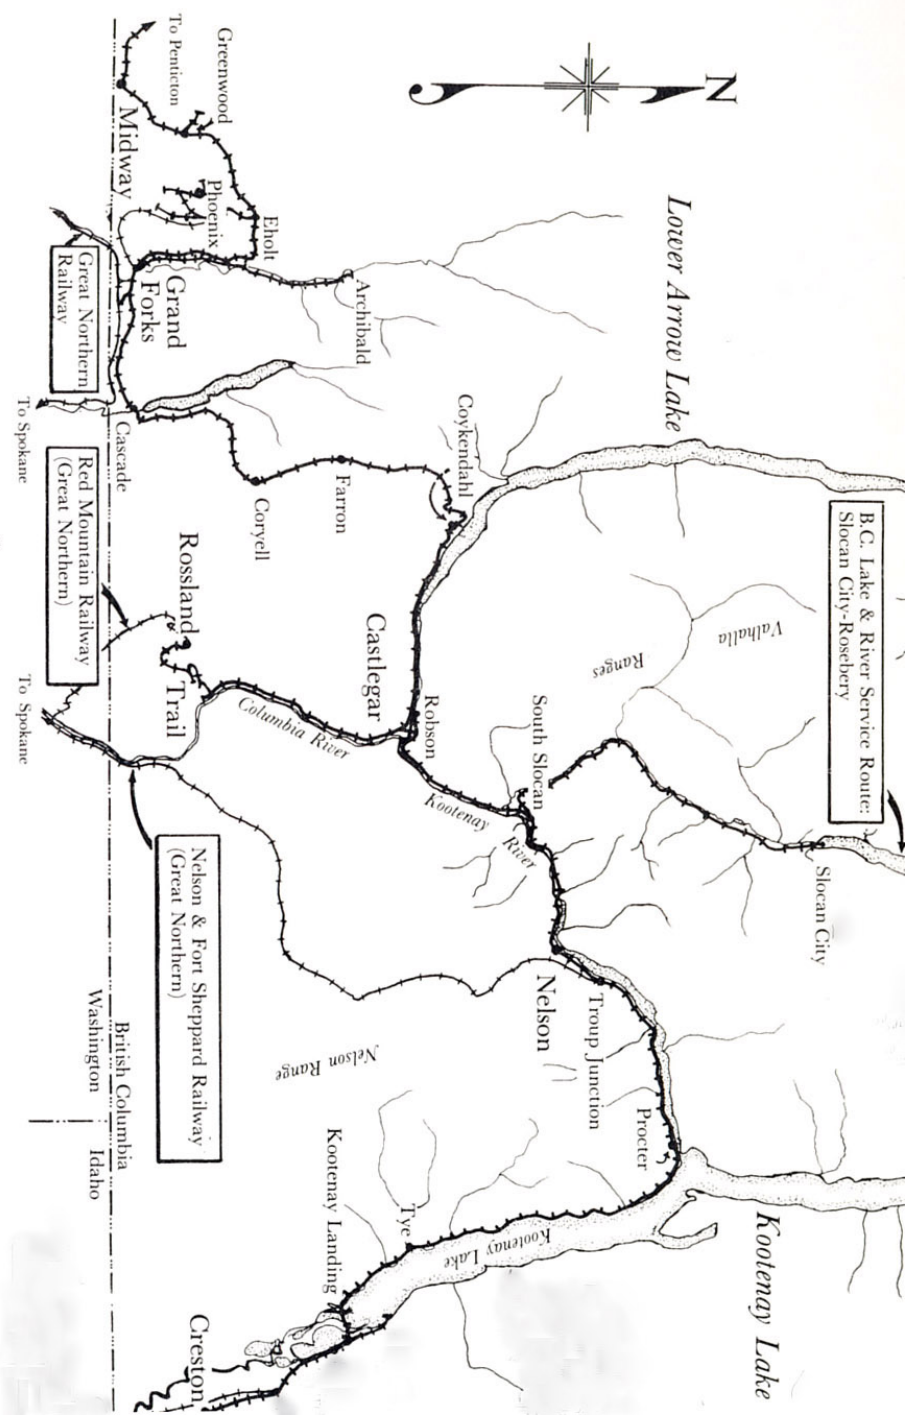 N
Lower Arrow Lake
B.C. Lake & River Service Route:
Slocan City-Rosebery
Kootenay Lake
To Penticton
Greenwood
Midway
Phoenix
Eholt
Archibald
Grand
Forks
Great Northern
Railway
Cascade
To Spokane
Coykendahl
Farron
Coryell
Red Mountain Railway
(Great Northern)
Rossland
Trail
Castlegar
Robson
Columbia River
Kootenay
River
South Slocan
Valhalla
Ranges
Slocan City
To Spokane
Nelson & Fort Sheppard Railway
(Great Northern)
Nelson
Troup Junction
Procter
Nelson Range
Kootenay Lake
Tye
Kootenay Landing
Creston
British Columbia
Washington
Idaho